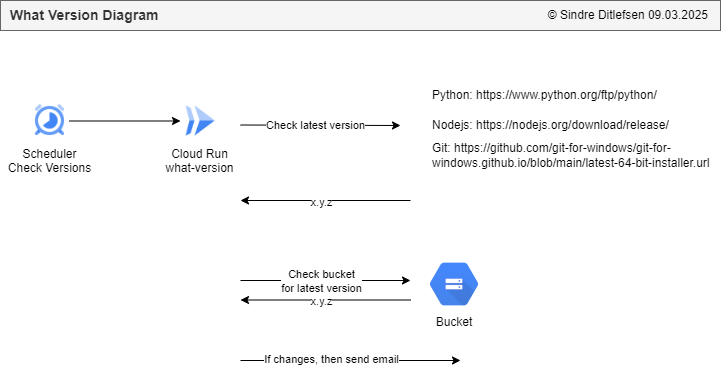 What Version Diagram
© Sindre Ditlefsen 09.03.2025
Python: https://www.python.org/ftp/python/
Check latest version
Nodejs: https://nodejs.org/download/release/
Git: https://github.com/git-for-windows/git-for-
windows.github.io/blob/main/latest-64-bit-installer.url
Scheduler
Check Versions
Cloud Run
what-version
x.y.z
Check bucket
for latest version
x.y.z
Bucket
If changes, then send email